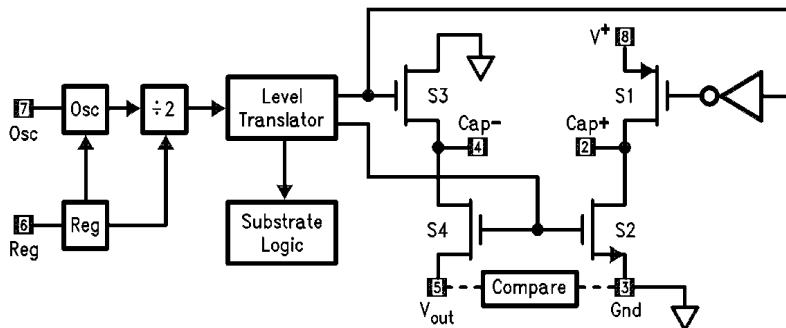 V+
8
S3
S1
7
Osc
Osc
÷2
Level
Translator
Cap-
4
Cap+
2
6
Reg
Reg
Substrate
Logic
S4
S2
5
Vout
Compare
3
Gnd